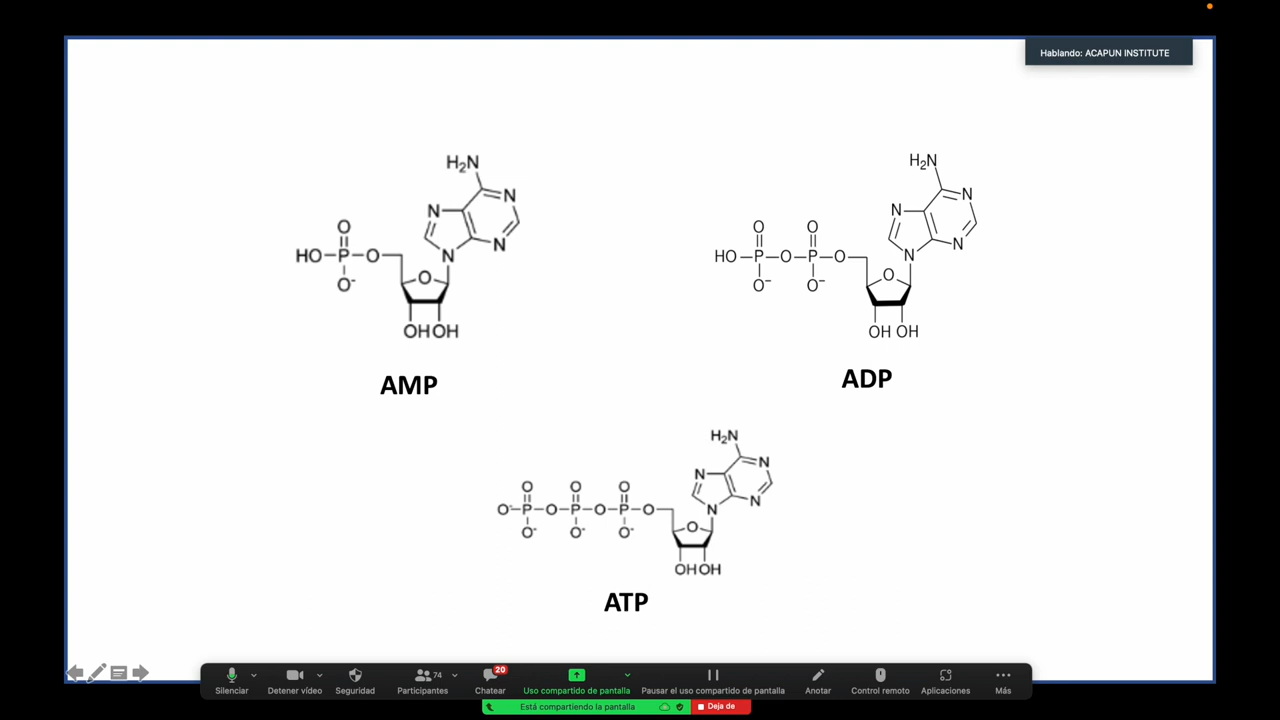 Hablando: ACAPUN INSTITUTE
H₂N
N
N
N
N
O
HO P O
O⁻
O
OH OH
AMP
H₂N
N
N
N
N
O O
HO P O P O
O⁻ O⁻
O
OH OH
ADP
H₂N
N
N
N
N
O O O
O⁻ P O P O P O
O⁻ O⁻ O⁻
O
OH OH
ATP
Silenciar
Detener vídeo
Seguridad
74
Participantes
20
Chatear
Uso compartido de pantalla
Pausar el uso compartido de pantalla
Anotar
Control remoto
Aplicaciones
Más
Está compartiendo la pantalla
Deja de